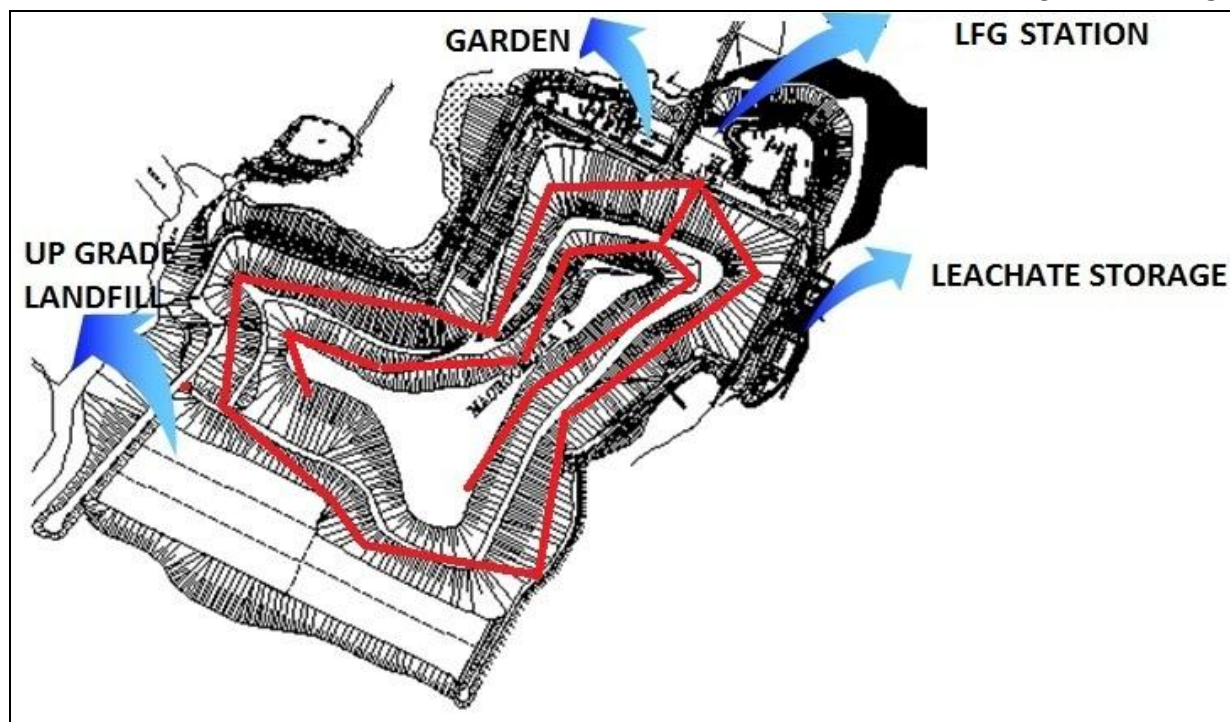 GARDEN
LFG STATION
UP GRADE
LANDFILL
LEACHATE STORAGE